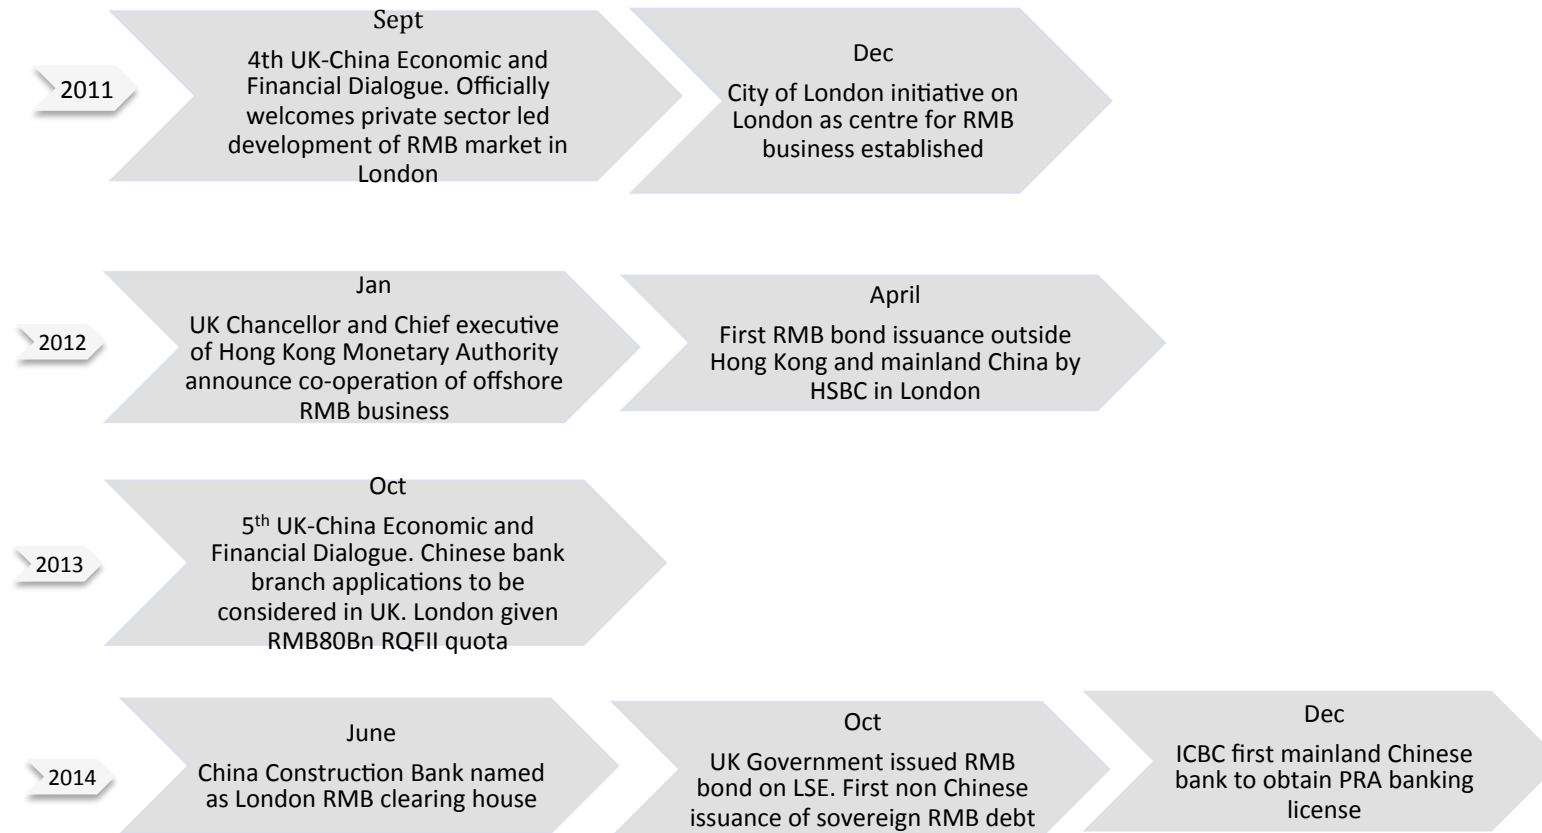 2011
Sept
4th UK-China Economic and
Financial Dialogue. Officially
welcomes private sector led
development of RMB market in
London
Dec
City of London initiative on
London as centre for RMB
business established
2012
Jan
UK Chancellor and Chief executive
of Hong Kong Monetary Authority
announce co-operation of offshore
RMB business
April
First RMB bond issuance outside
Hong Kong and mainland China by
HSBC in London
2013
Oct
5th UK-China Economic and
Financial Dialogue. Chinese bank
branch applications to be
considered in UK. London given
RMB80Bn RQFII quota
2014
June
China Construction Bank named
as London RMB clearing house
Oct
UK Government issued RMB
bond on LSE. First non Chinese
issuance of sovereign RMB debt
Dec
ICBC first mainland Chinese
bank to obtain PRA banking
license